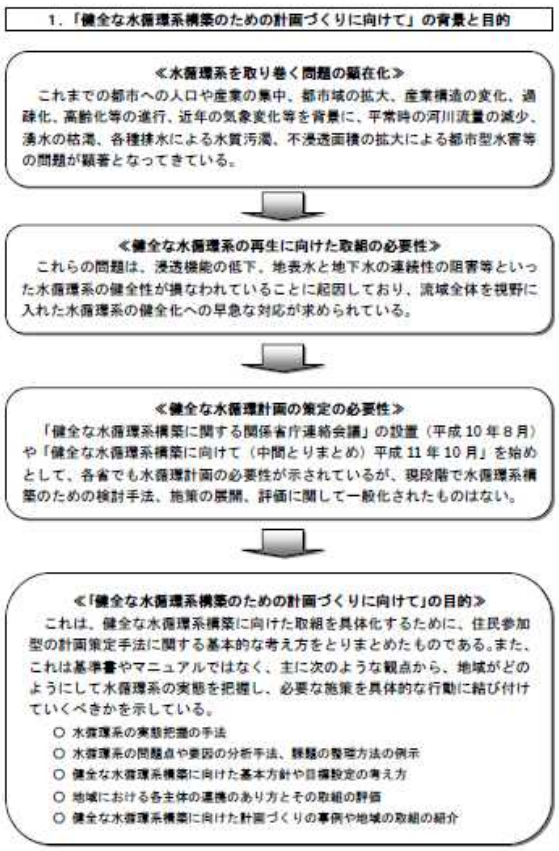 １．「健全な水循環系構築のための計画づくりに向けて」の背景と目的
≪水循環系を取り巻く問題の顕在化≫
これまでの都市への人口や産業の集中、都市域の拡大、産業構造の変化、過
疎化、高齢化等の進行、近年の気象変化等を背景に、平常時の河川流量の減少、
湧水の枯渇、各種排水による水質汚濁、不浸透面積の拡大による都市型水害等
の問題が顕著となってきている。
≪健全な水循環系の再生に向けた取組の必要性≫
これらの問題は、浸透機能の低下、地表水と地下水の連続性の阻害等といっ
た水循環系の健全性が損なわれていることに起因しており、流域全体を視野に
入れた水循環系の健全化への早急な対応が求められている。
≪健全な水循環計画の策定の必要性≫
「健全な水循環系構築に関する関係省庁連絡会議」の設置（平成10年８月）
や「健全な水循環系構築に向けて（中間とりまとめ）平成11年10月」を始め
として、各省でも水循環計画の必要性が示されているが、現段階で水循環系構
築のための検討手法、施策の展開、評価に関して一般化されたものはない。
≪「健全な水循環系構築のための計画づくりに向けて」の目的≫
これは、健全な水循環系構築に向けた取組を具体化するために、住民参加
型の計画策定手法に関する基本的な考え方をとりまとめたものである。また、
これは基準書やマニュアルではなく、主に次のような観点から、地域がどの
ようにして水循環系の実態を把握し、必要な施策を具体的な行動に結び付け
ていくべきかを示している。
○ 水循環系の実態把握の手法
○ 水循環系の問題点や要因の分析手法、課題の整理方法の例示
○ 健全な水循環系構築に向けた基本方針や目標設定の考え方
○ 地域における各主体の連携のあり方とその取組の評価
○ 健全な水循環系構築に向けた計画づくりの事例や地域の取組の紹介